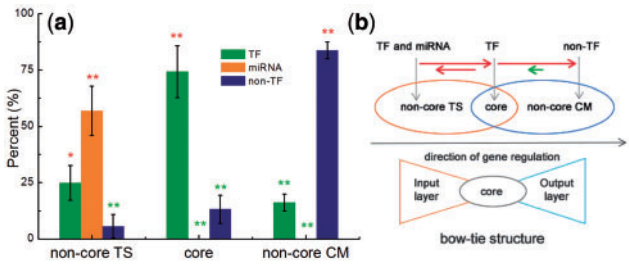 (a)
100
75
50
25
0
Percent (%)
TF
miRNA
non-TF
*
**
**
**
**
**
**
**
**
non-core TS
core
non-core CM
(b)
TF and miRNA
TF
non-TF
non-core TS
core
non-core CM
direction of gene regulation
Input
layer
core
Output
layer
bow-tie structure